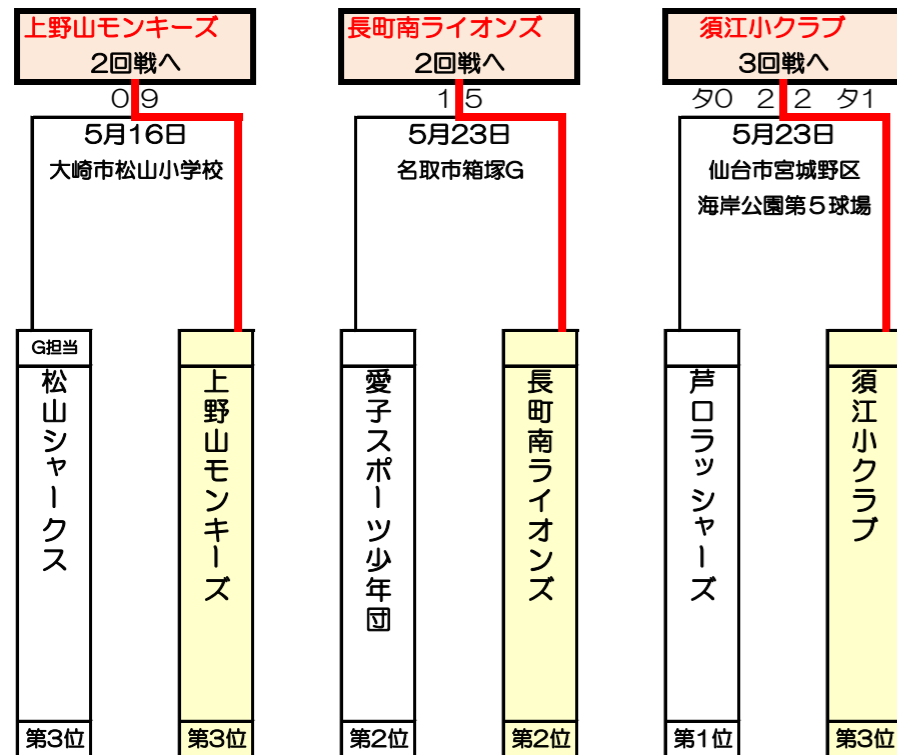 上野山モンキーズ
2回戦へ
0 9
5月16日
大崎市松山小学校
G担当
松山シャークス
第3位
上野山モンキーズ
第3位
長町南ライオンズ
2回戦へ
1 5
5月23日
名取市箱塚G
愛子スポーツ少年団
第2位
長町南ライオンズ
第2位
須江小クラブ
3回戦へ
タ0 2 2 タ1
5月23日
仙台市宮城野区
海岸公園第5球場
芦口ラッシャーズ
第1位
須江小クラブ
第3位